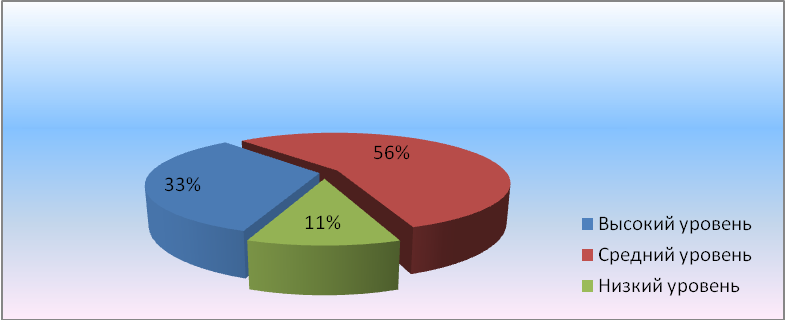 56%
33%
11%
Высокий уровень
Средний уровень
Низкий уровень